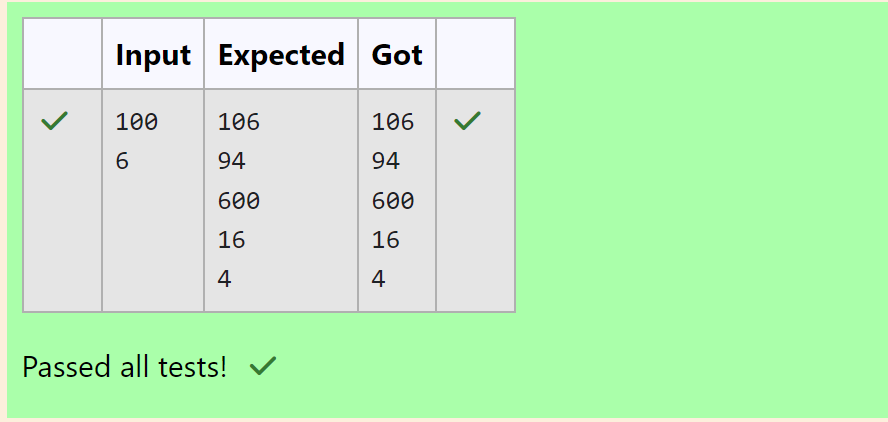 Input Expected Got
100 106 106
6 94 94
600 600
16 16
4 4
Passed all tests!